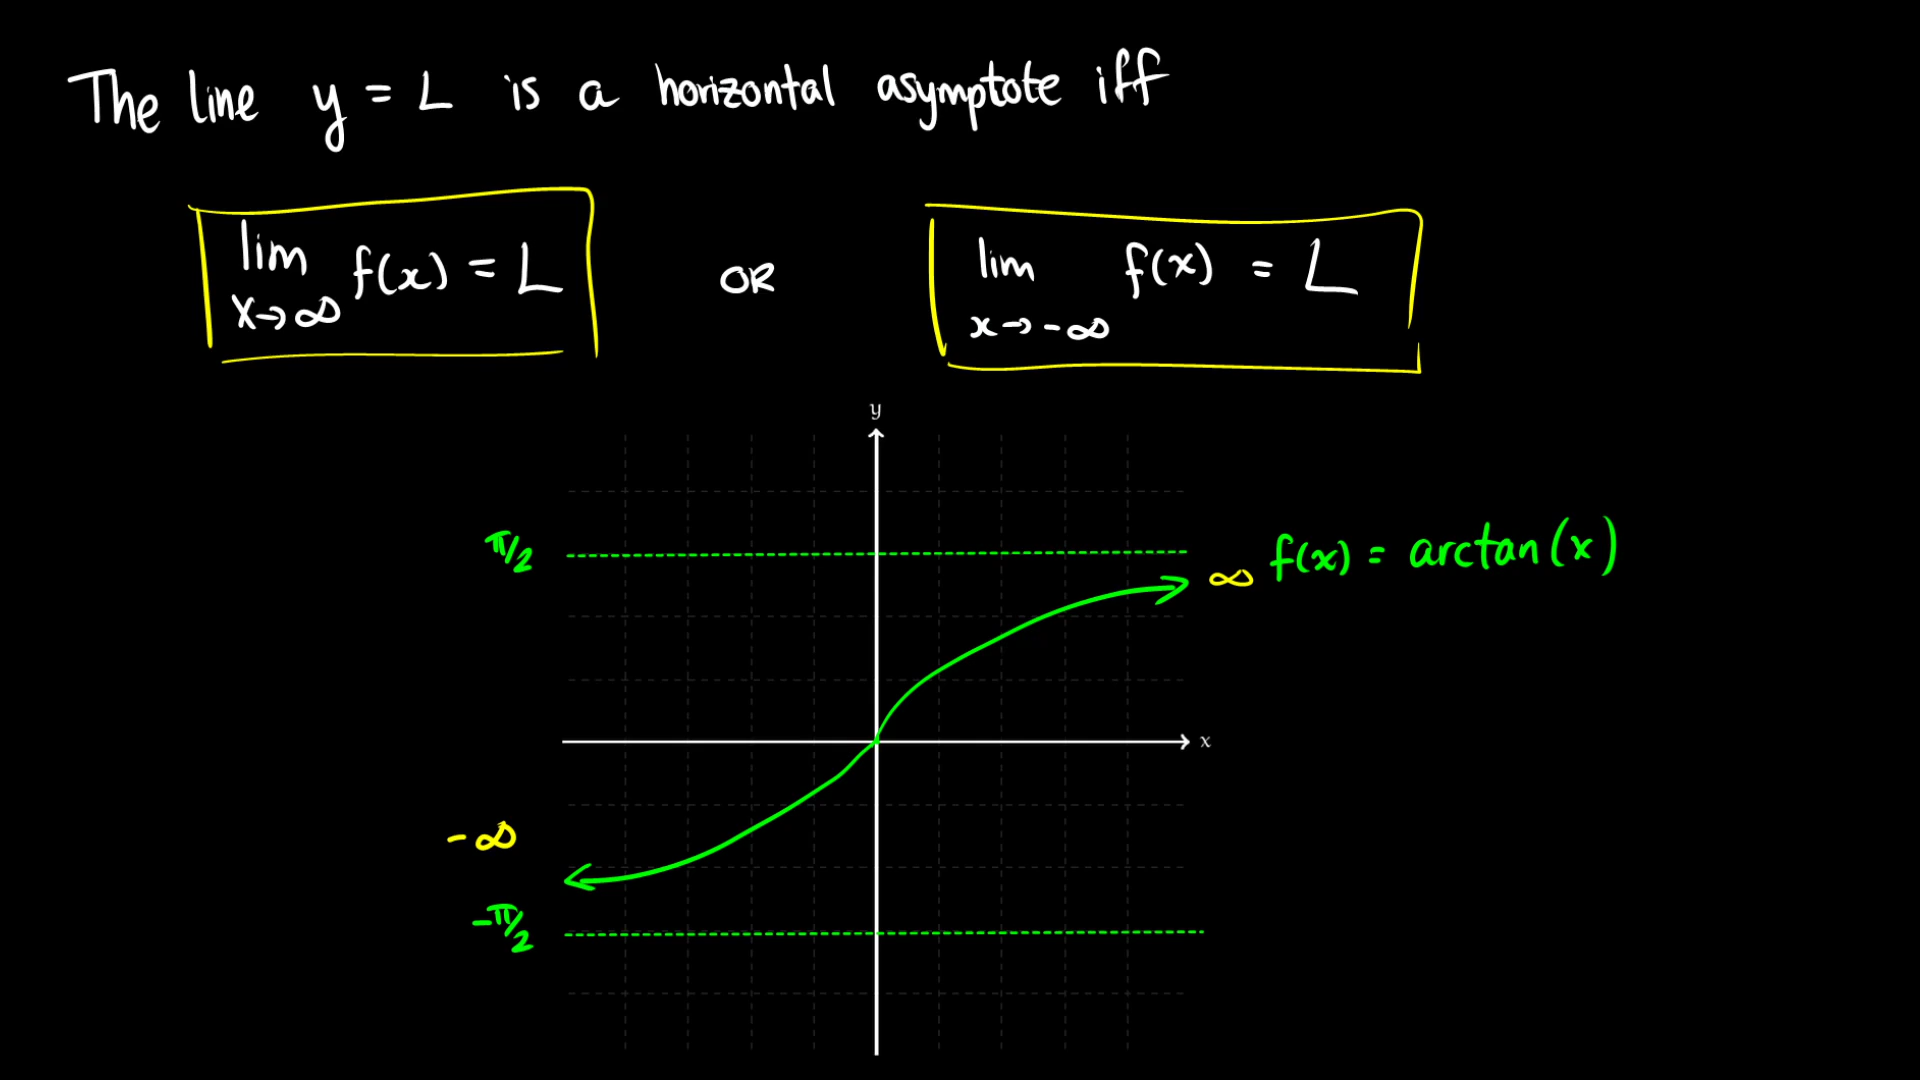 The line y = L is a horizontal asymptote iff
lim x→∞ f(x) = L OR lim x→-∞ f(x) = L
y
π/2
∞ f(x) = arctan(x)
x
-∞
-π/2